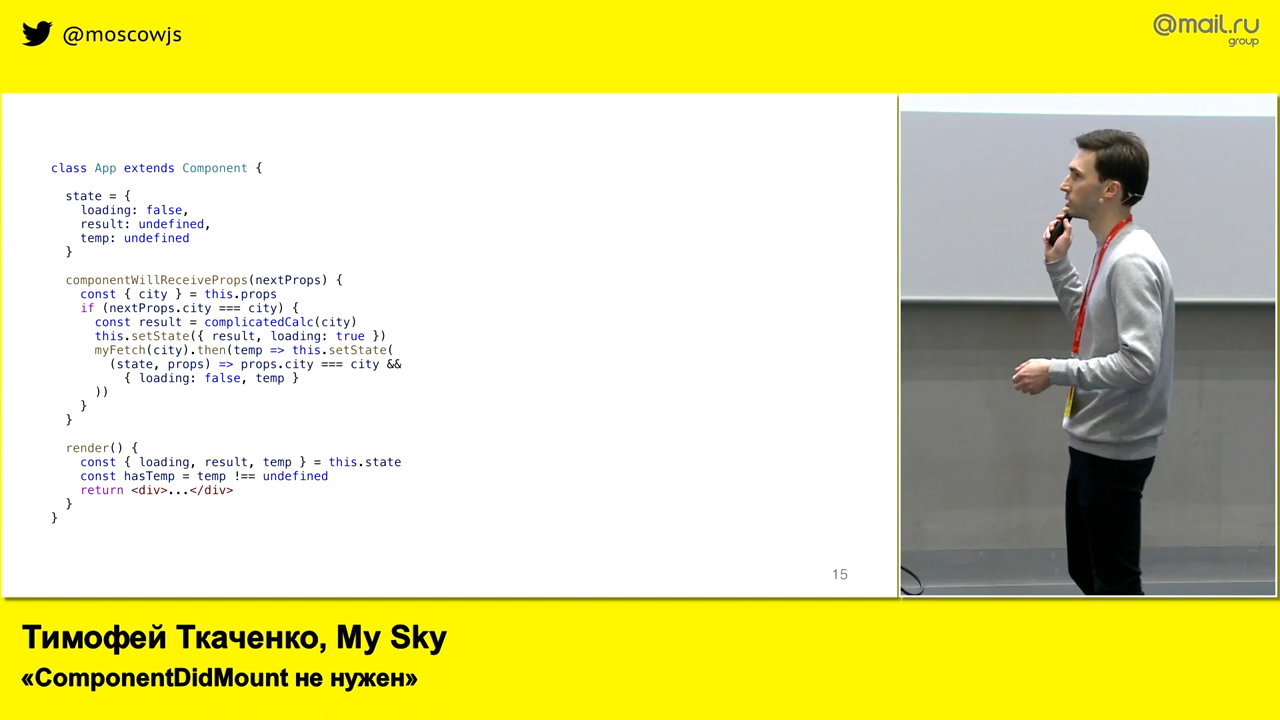 @moscowjs
@mail.ru
group
class App extends Component {
state = {
loading: false,
result: undefined,
temp: undefined
}
componentWillReceiveProps(nextProps) {
const { city } = this.props
if (nextProps.city === city) {
const result = complicatedCalc(city)
this.setState({ result, loading: true })
myFetch(city).then(temp => this.setState(
(state, props) => props.city === city &&
{ loading: false, temp }
))
}
}
render() {
const { loading, result, temp } = this.state
const hasTemp = temp !== undefined
return <div>...</div>
}
}
15
Тимофей Ткаченко, My Sky
«ComponentDidMount не нужен»